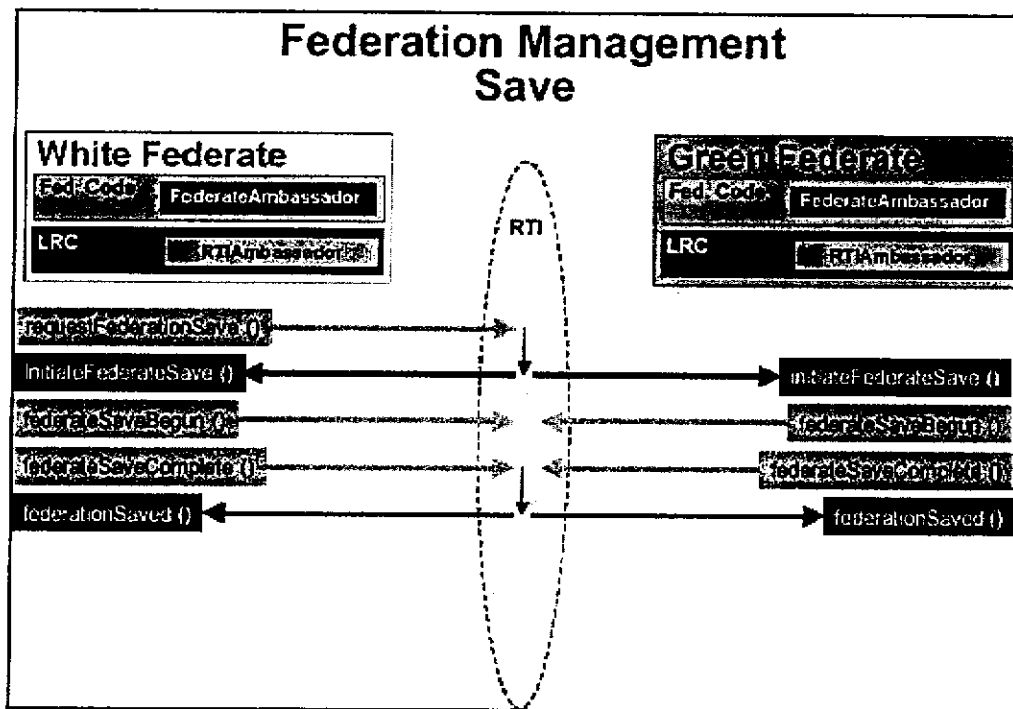 Federation Management
Save
White Federate
Fed. Code
FederateAmbassador
LRC
RTIAmbassador
RTI
Green Federate
Fed. Code
FederateAmbassador
LRC
RTIAmbassador
requestFederationSave ()
initiateFederateSave ()
initiateFederateSave ()
federateSaveBegun ()
federateSaveBegun ()
federateSaveComplete ()
federateSaveComplete ()
federationSaved ()
federationSaved ()